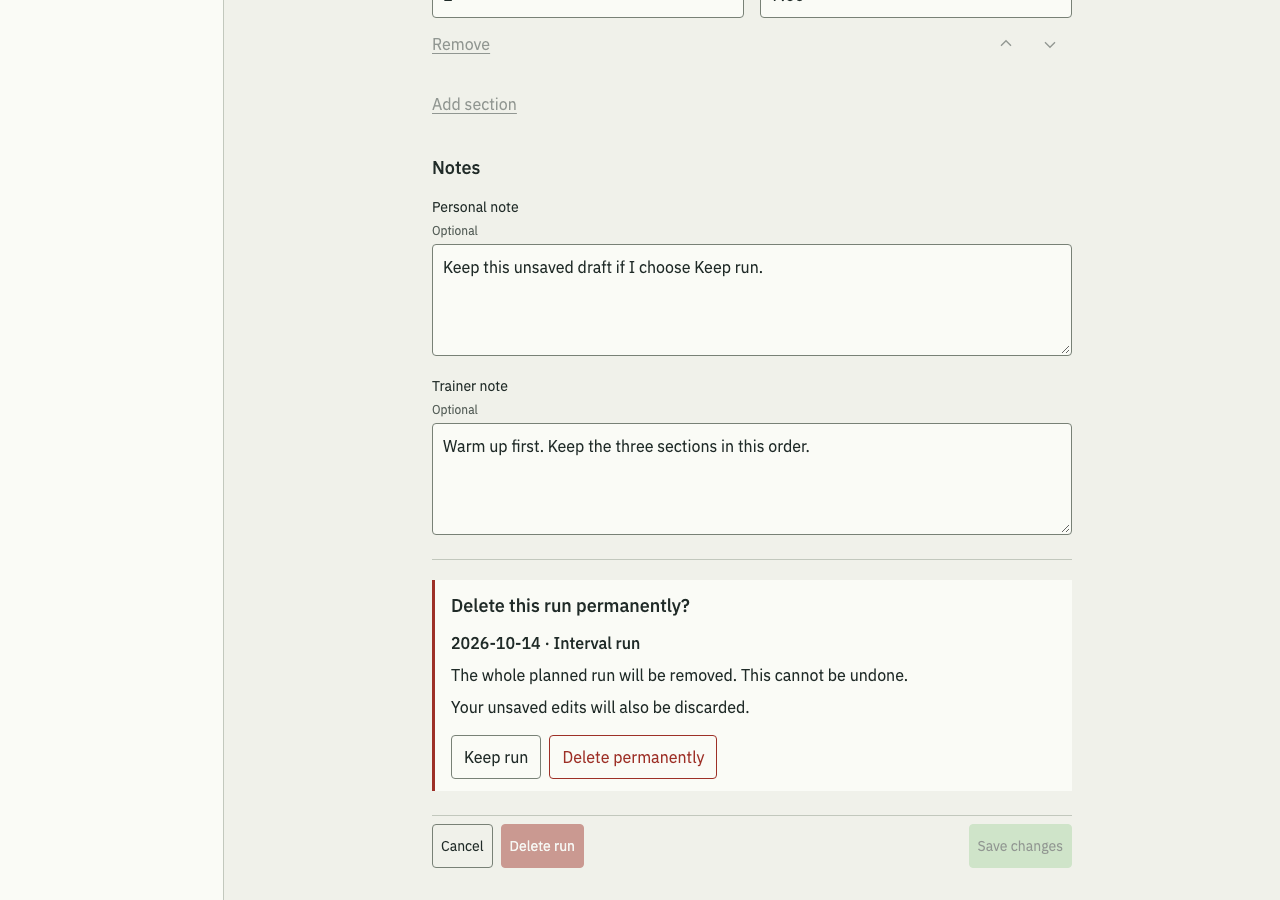 Remove
Add section
Notes
Personal note
Optional
Keep this unsaved draft if I choose Keep run.
Trainer note
Optional
Warm up first. Keep the three sections in this order.
Delete this run permanently?
2026-10-14 · Interval run
The whole planned run will be removed. This cannot be undone.
Your unsaved edits will also be discarded.
Keep run
Delete permanently
Cancel
Delete run
Save changes